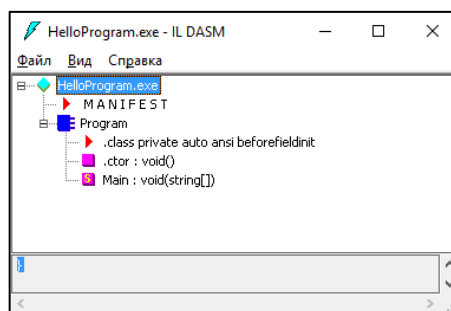 HelloProgram.exe - IL DASM
Файл Вид Справка
HelloProgram.exe
M A N I F E S T
Program
.class private auto ansi beforefieldinit
.ctor : void()
Main : void(string[])
}